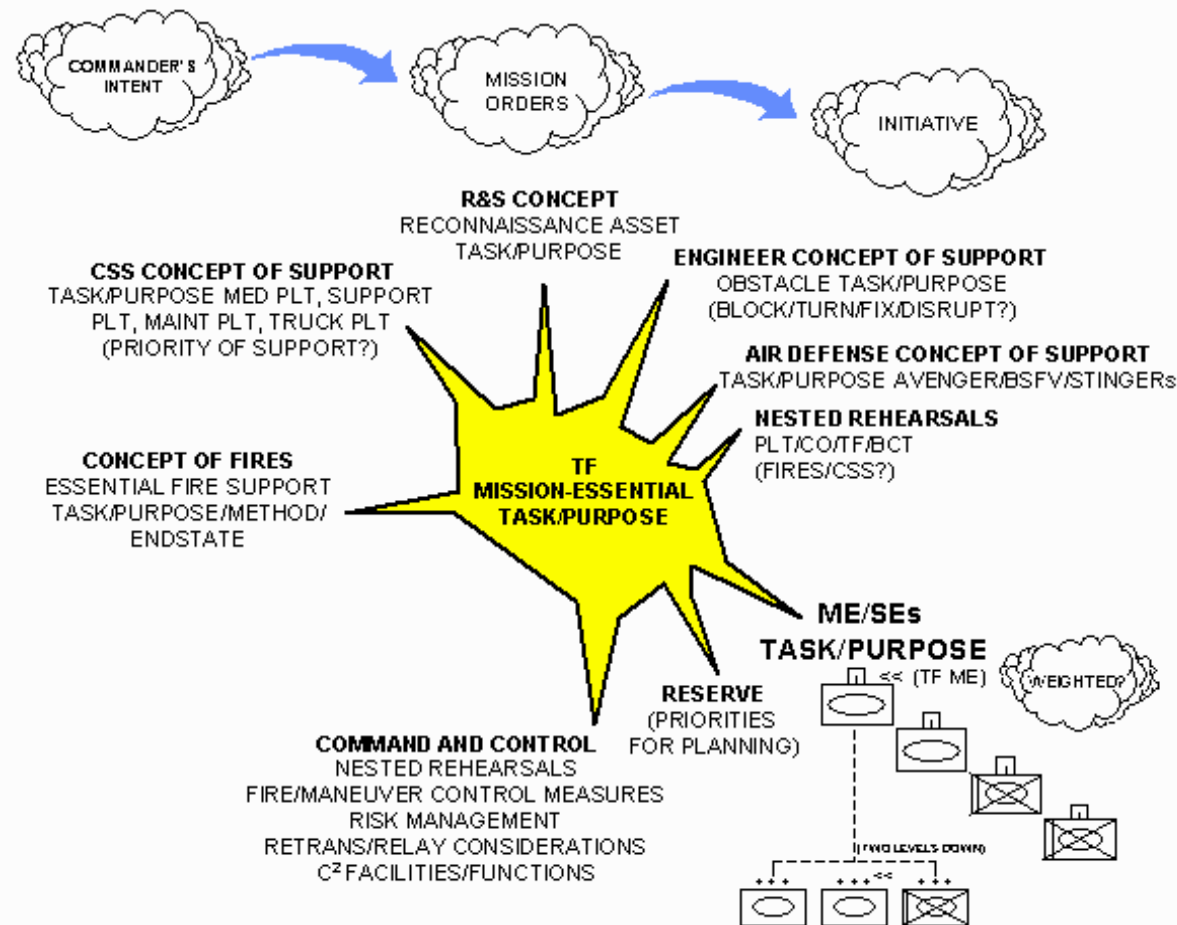 COMMANDER'S
INTENT
MISSION
ORDERS
INITIATIVE
R&S CONCEPT
RECONNAISSANCE ASSET
TASK/PURPOSE
CSS CONCEPT OF SUPPORT
TASK/PURPOSE MED PLT, SUPPORT
PLT, MAINT PLT, TRUCK PLT
(PRIORITY OF SUPPORT?)
ENGINEER CONCEPT OF SUPPORT
OBSTACLE TASK/PURPOSE
(BLOCK/TURN/FIX/DISRUPT?)
AIR DEFENSE CONCEPT OF SUPPORT
TASK/PURPOSE AVENGER/BSFV/STINGERs
NESTED REHEARSALS
PLT/CO/TF/BCT
(FIRES/CSS?)
CONCEPT OF FIRES
ESSENTIAL FIRE SUPPORT
TASK/PURPOSE/METHOD/
ENDSTATE
TF
MISSION-ESSENTIAL
TASK/PURPOSE
ME/SEs
TASK/PURPOSE
<< (TF ME)
WEIGHTED?
RESERVE
(PRIORITIES
FOR PLANNING)
COMMAND AND CONTROL
NESTED REHEARSALS
FIRE/MANEUVER CONTROL MEASURES
RISK MANAGEMENT
RETRANS/RELAY CONSIDERATIONS
C² FACILITIES/FUNCTIONS
(TWO LEVELS DOWN)
<<